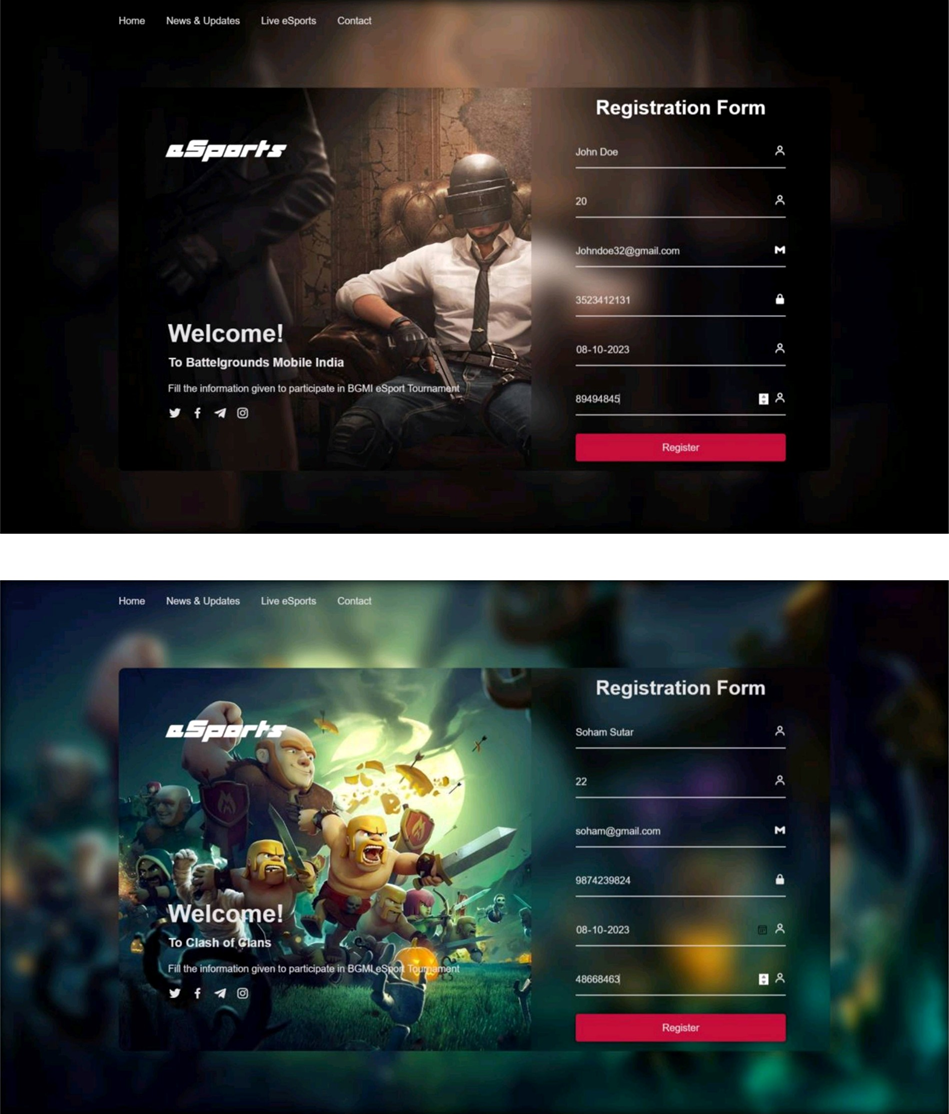 Home News & Updates Live eSports Contact
Registration Form
eSports
John Doe
20
Johndoe32@gmail.com
3523412131
Welcome!
08-10-2023
To Battelgrounds Mobile India
Fill the information given to participate in BGMI eSport Tournament
89494845
Register
Home News & Updates Live eSports Contact
Registration Form
eSports
Soham Sutar
22
soham@gmail.com
9874239824
Welcome!
08-10-2023
To Clash of Clans
Fill the information given to participate in BGMI eSport Tournament
48668463
Register